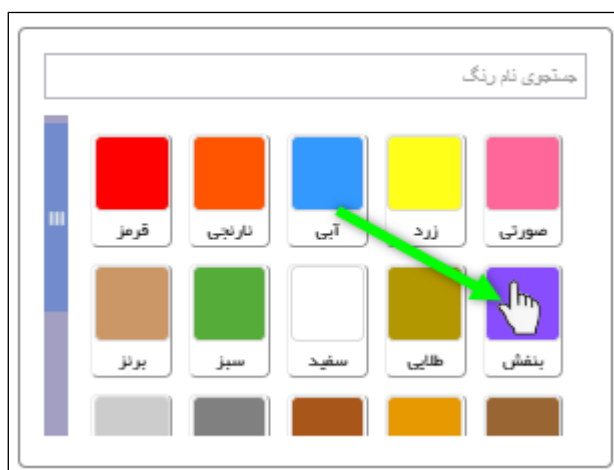 جستجوی نام رنگ
صورتی زرد آبی نارنجی قرمز
بنفش طلایی سفید سبز برنز